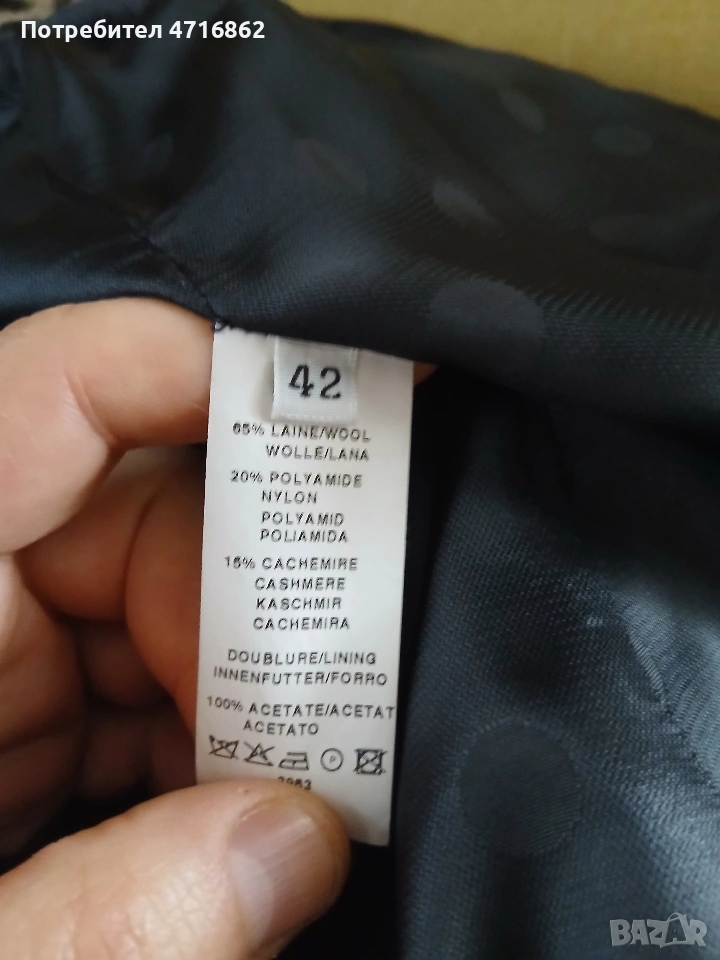 Потребител 4716862
42
65% LAINE/WOOL
WOLLE/LANA
20% POLYAMIDE
NYLON
POLYAMID
POLIAMIDA
15% CACHEMIRE
CASHMERE
KASCHMIR
CACHEMIRA
DOUBLURE/LINING
INNENFUTTER/FORRO
100% ACETATE/ACETAT
ACETATO
P
BAZAR